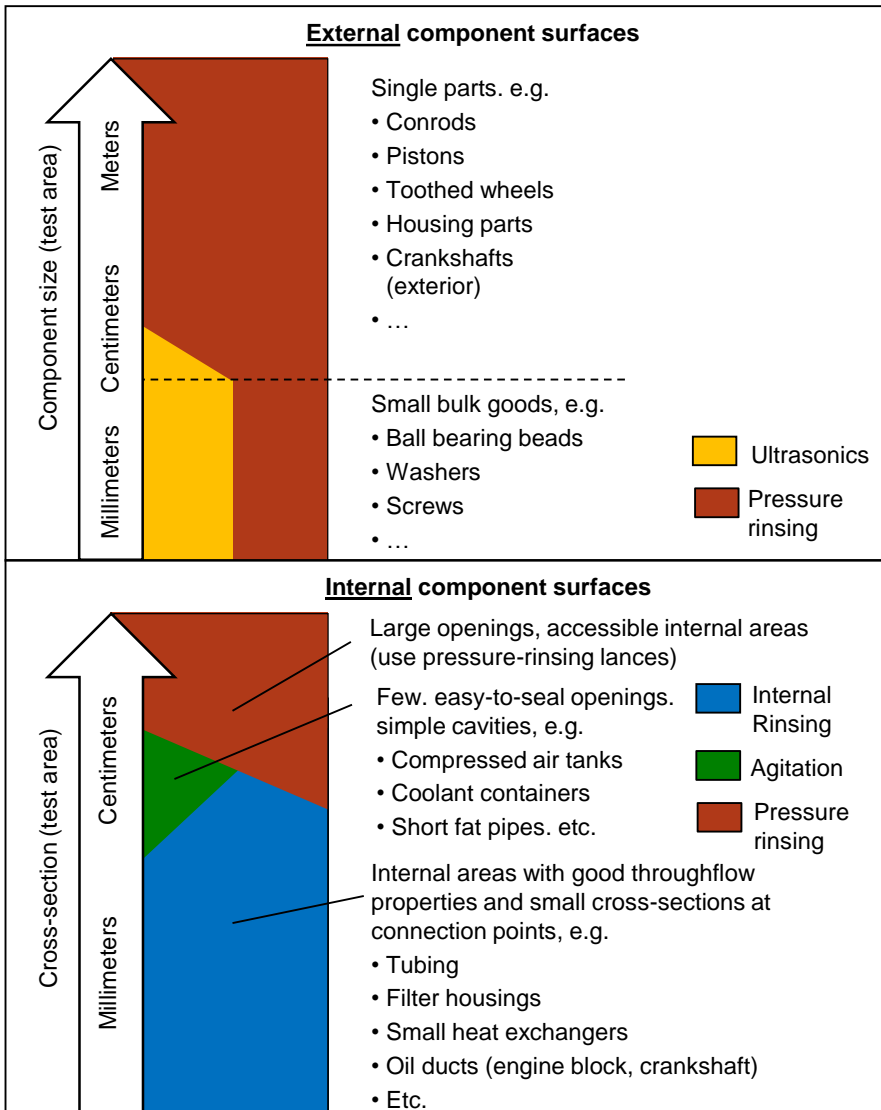 External component surfaces
Component size (test area)
Meters
Centimeters
Millimeters
Single parts. e.g.
• Conrods
• Pistons
• Toothed wheels
• Housing parts
• Crankshafts
(exterior)
• …
Small bulk goods, e.g.
• Ball bearing beads
• Washers
• Screws
• …
Ultrasonics
Pressure
rinsing
Internal component surfaces
Cross-section (test area)
Centimeters
Millimeters
Large openings, accessible internal areas
(use pressure-rinsing lances)
Few. easy-to-seal openings.
simple cavities, e.g.
• Compressed air tanks
• Coolant containers
• Short fat pipes. etc.
Internal
Rinsing
Agitation
Pressure
rinsing
Internal areas with good throughflow
properties and small cross-sections at
connection points, e.g.
• Tubing
• Filter housings
• Small heat exchangers
• Oil ducts (engine block, crankshaft)
• Etc.